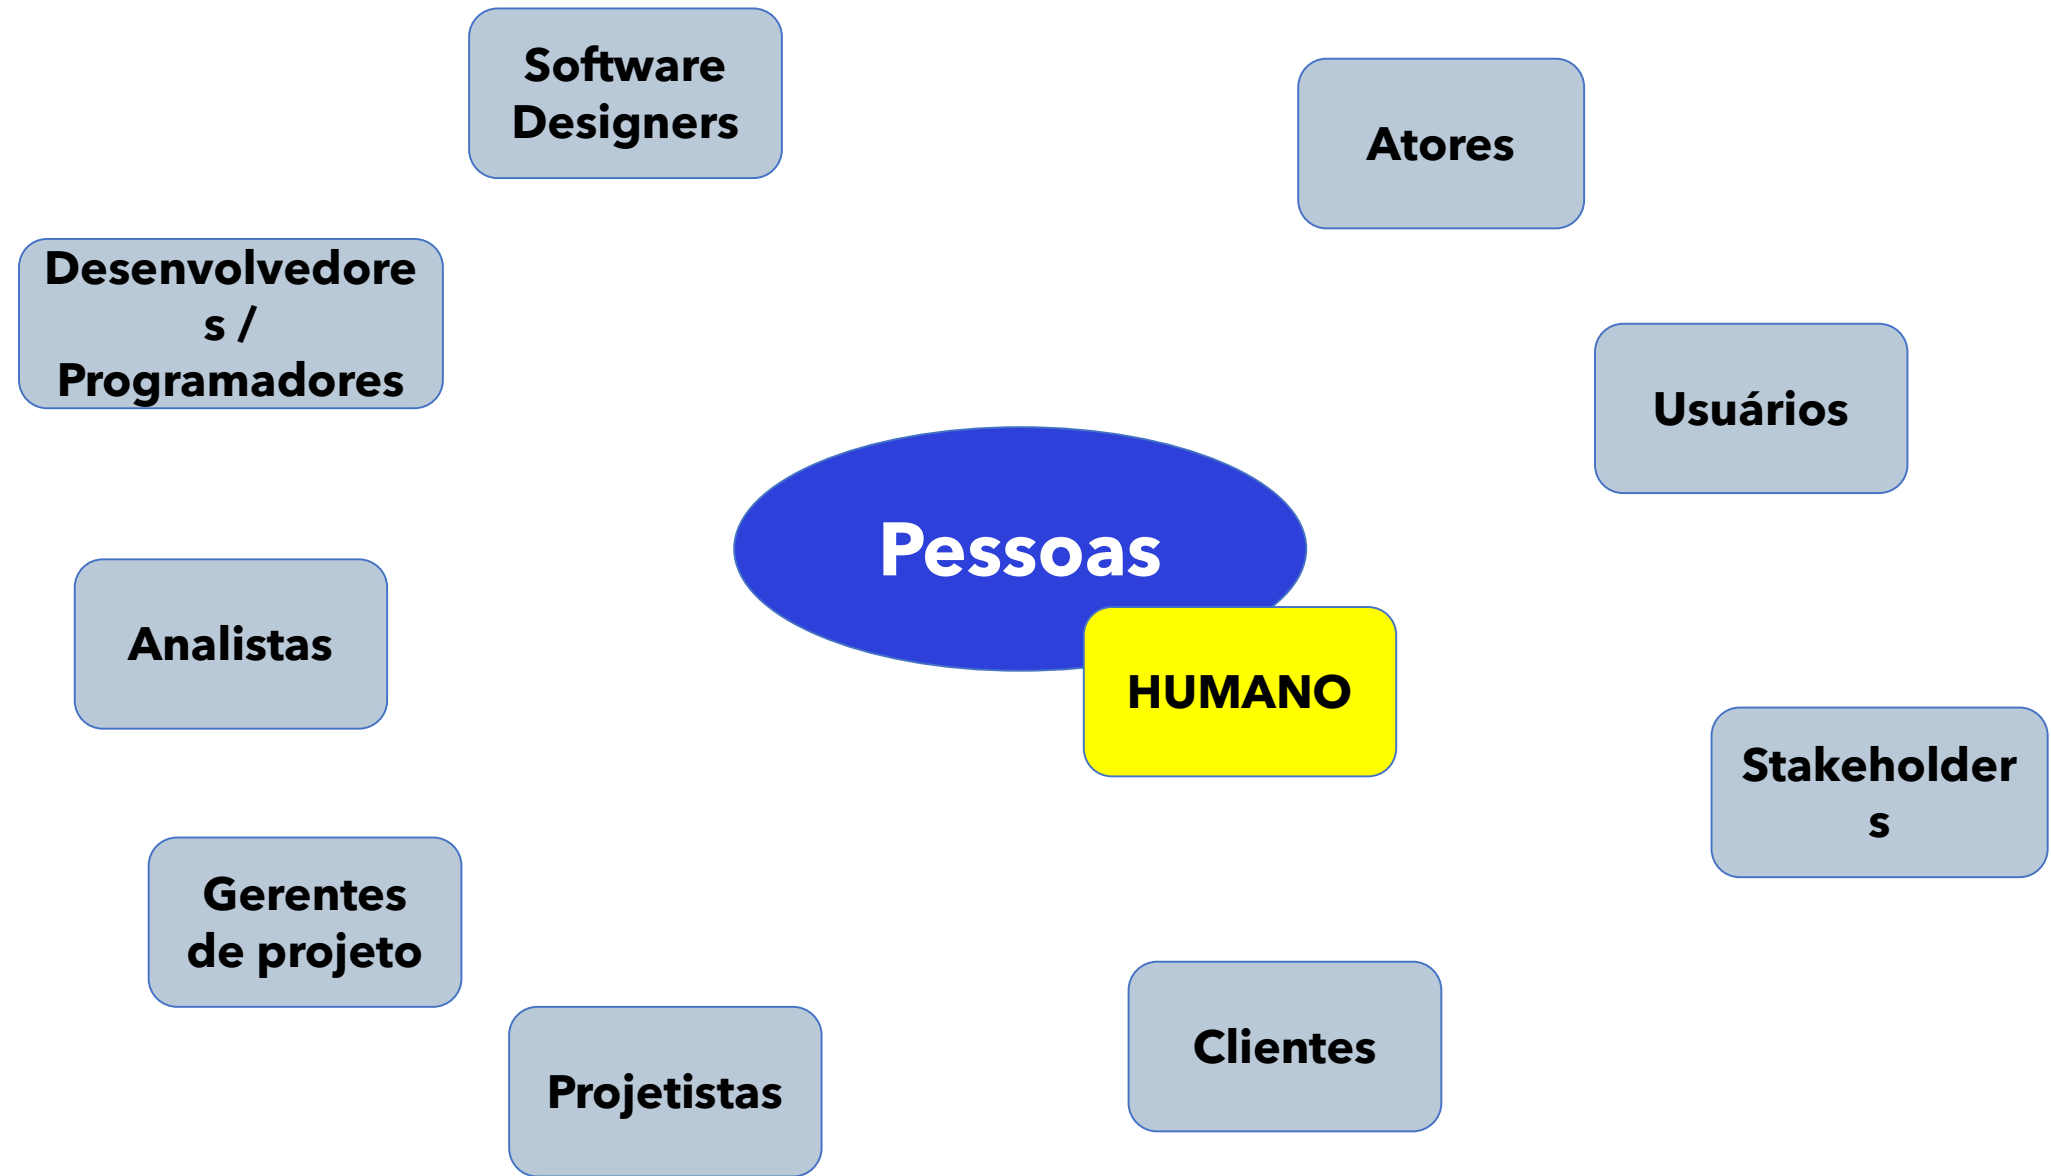 Software
Designers
Atores
Desenvolvedore
s /
Programadores
Usuários
Pessoas
Analistas
HUMANO
Stakeholder
s
Gerentes
de projeto
Clientes
Projetistas